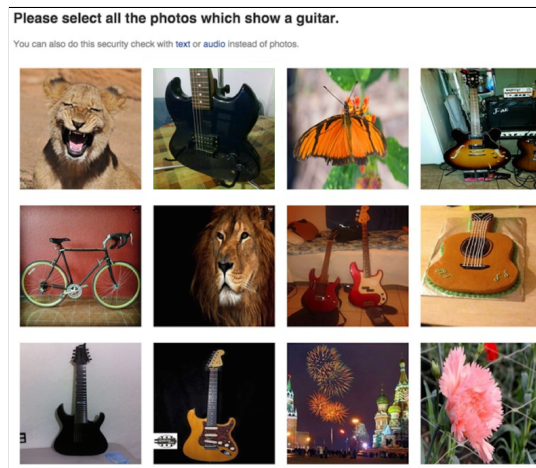 Please select all the photos which show a guitar.
You can also do this security check with text or audio instead of photos.